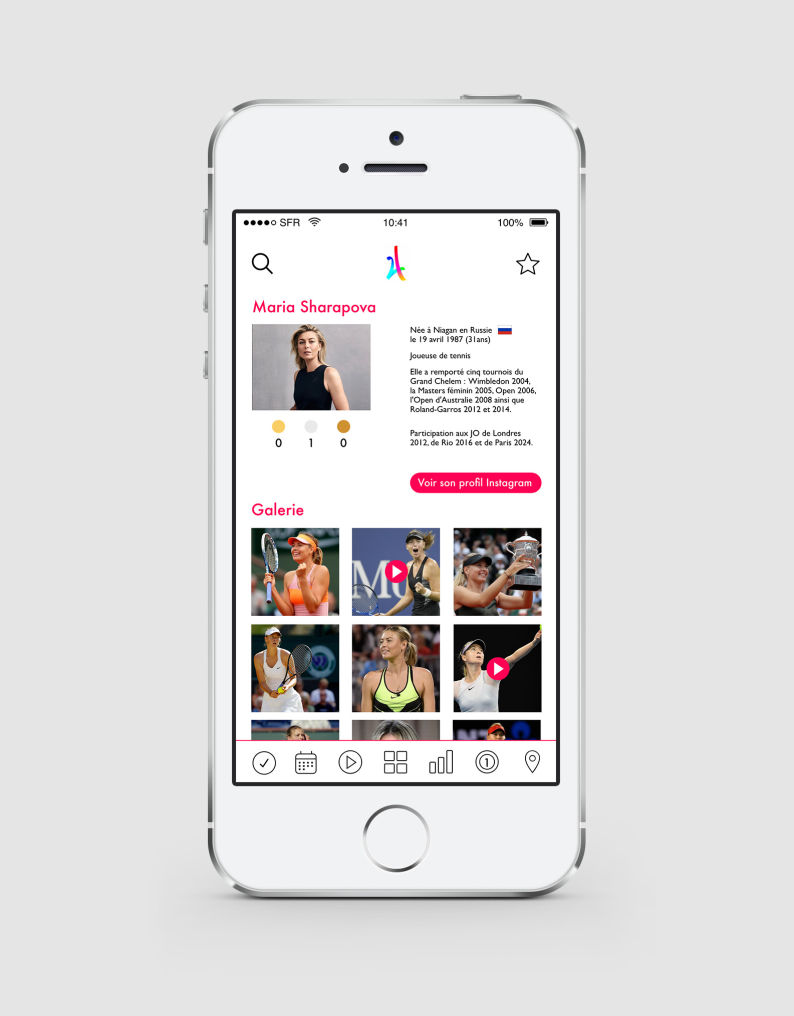 SFR
10:41
100%
Maria Sharapova
Née à Niagan en Russie
le 19 avril 1987 (31ans)
Joueuse de tennis
Elle a remporté cinq tournois du
Grand Chelem : Wimbledon 2004,
la Masters féminin 2005, Open 2006,
l'Open d'Australie 2008 ainsi que
Roland-Garros 2012 et 2014.
0 1 0
Participation aux JO de Londres
2012, de Rio 2016 et de Paris 2024.
Voir son profil Instagram
Galerie
1